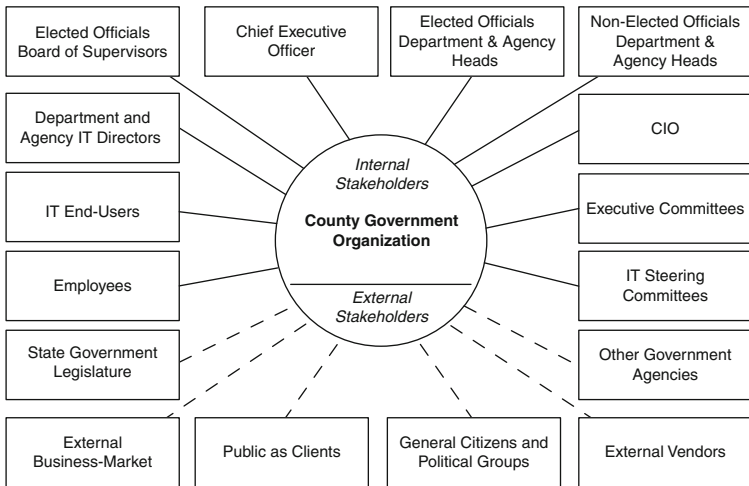 Elected Officials
Board of Supervisors
Chief Executive
Officer
Elected Officials
Department & Agency
Heads
Non-Elected Officials
Department &
Agency Heads
Department and
Agency IT Directors
CIO
Internal
Stakeholders
IT End-Users
County Government
Organization
Executive Committees
Employees
IT Steering
Committees
External
Stakeholders
State Government
Legislature
Other Government
Agencies
External
Business-Market
Public as Clients
General Citizens and
Political Groups
External Vendors